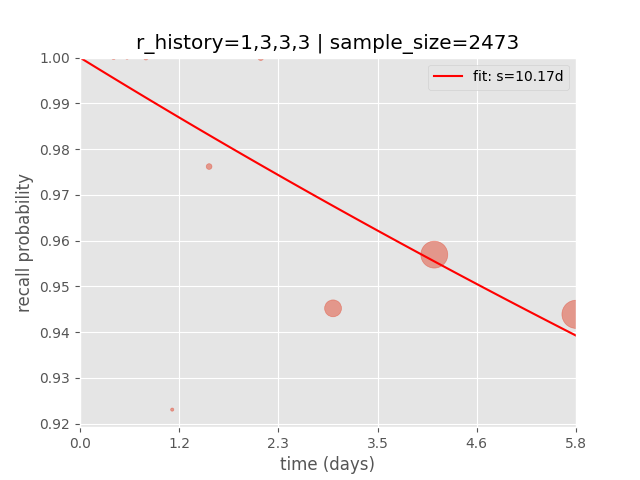 r_history=1,3,3,3 | sample_size=2473
fit: s=10.17d
1.00
0.99
0.98
0.97
0.96
0.95
0.94
0.93
0.92
recall probability
0.0 1.2 2.3 3.5 4.6 5.8
time (days)